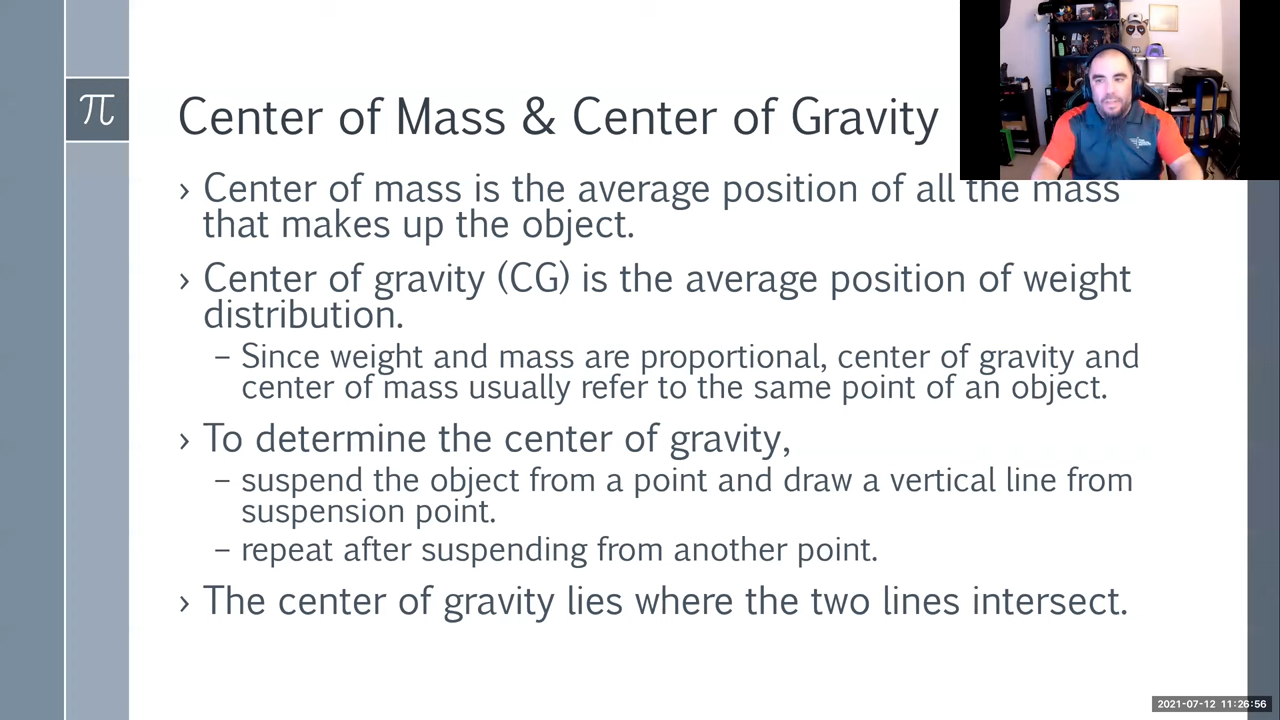 π
Center of Mass & Center of Gravity
› Center of mass is the average position of all the mass
that makes up the object.
› Center of gravity (CG) is the average position of weight
distribution.
– Since weight and mass are proportional, center of gravity and
center of mass usually refer to the same point of an object.
› To determine the center of gravity,
– suspend the object from a point and draw a vertical line from
suspension point.
– repeat after suspending from another point.
› The center of gravity lies where the two lines intersect.
2021-07-12 11:26:56